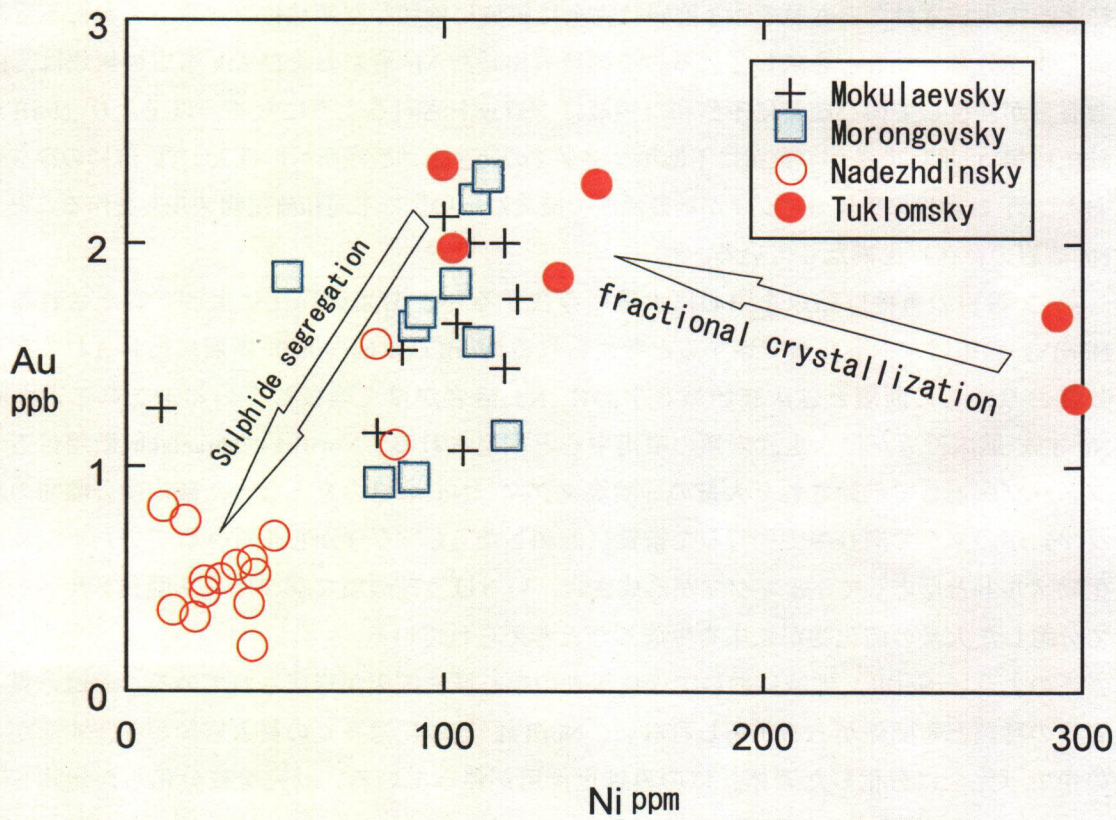 3
2
1
0
Au
ppb
0
100
200
300
Ni ppm
Mokulaevsky
Morongovsky
Nadezhdinsky
Tuklomsky
Sulphide segregation
fractional crystallization